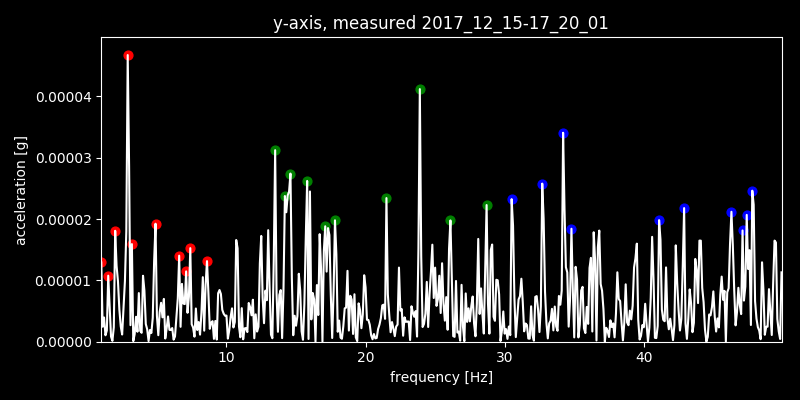 y-axis, measured 2017_12_15-17_20_01
acceleration [g]
0.00004
0.00003
0.00002
0.00001
0.00000
10 20 30 40
frequency [Hz]